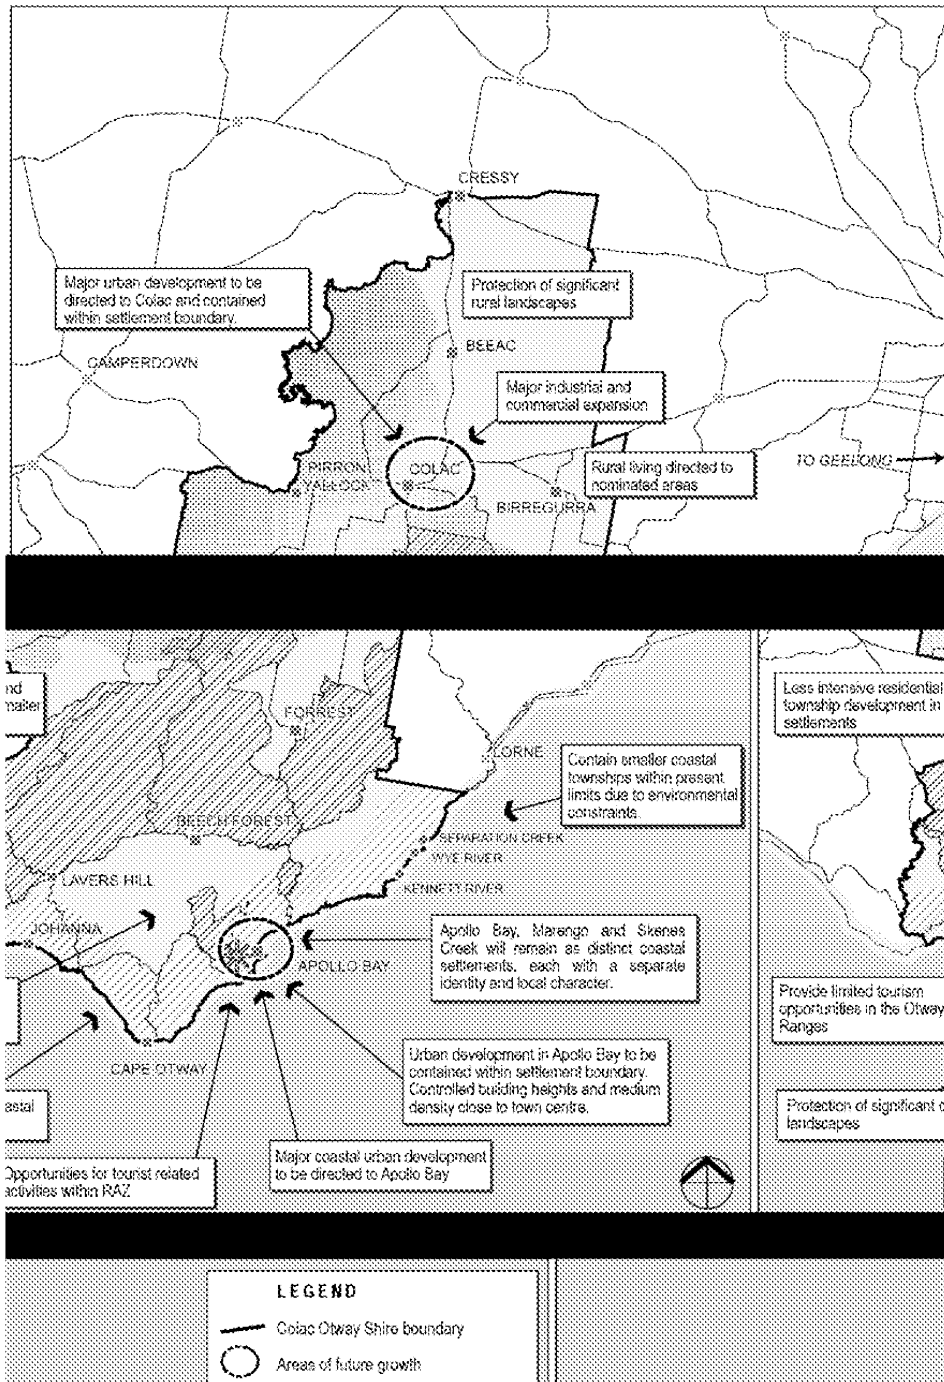 CRESSY
Major urban development to be
directed to Colac and contained
within settlement boundary.
Protection of significant
rural landscapes
BEEAC
CAMPERDOWN
Major industrial and
commercial expansion
PIRRON
YALLOCK
COLAC
Rural living directed to
nominated areas
TO GEELONG
BIRREGURRA
nd
maller
FORREST
LORNE
Less intensive residential
township development in
settlements
Contain smaller coastal
townships within present
limits due to environmental
constraints.
BEECH FOREST
SEPARATION CREEK
WYE RIVER
LAVERS HILL
KENNETT RIVER
JOHANNA
APOLLO BAY
Apollo Bay, Marengo and Skenes
Creek will remain as distinct coastal
settlements, each with a separate
identity and local character.
Provide limited tourism
opportunities in the Otway
Ranges
CAPE OTWAY
Urban development in Apollo Bay to be
contained within settlement boundary.
Controlled building heights and medium
density close to town centre.
astal
Protection of significant c
landscapes
Opportunities for tourist related
activities within RAZ
Major coastal urban development
to be directed to Apollo Bay
LEGEND
Colac Otway Shire boundary
Areas of future growth